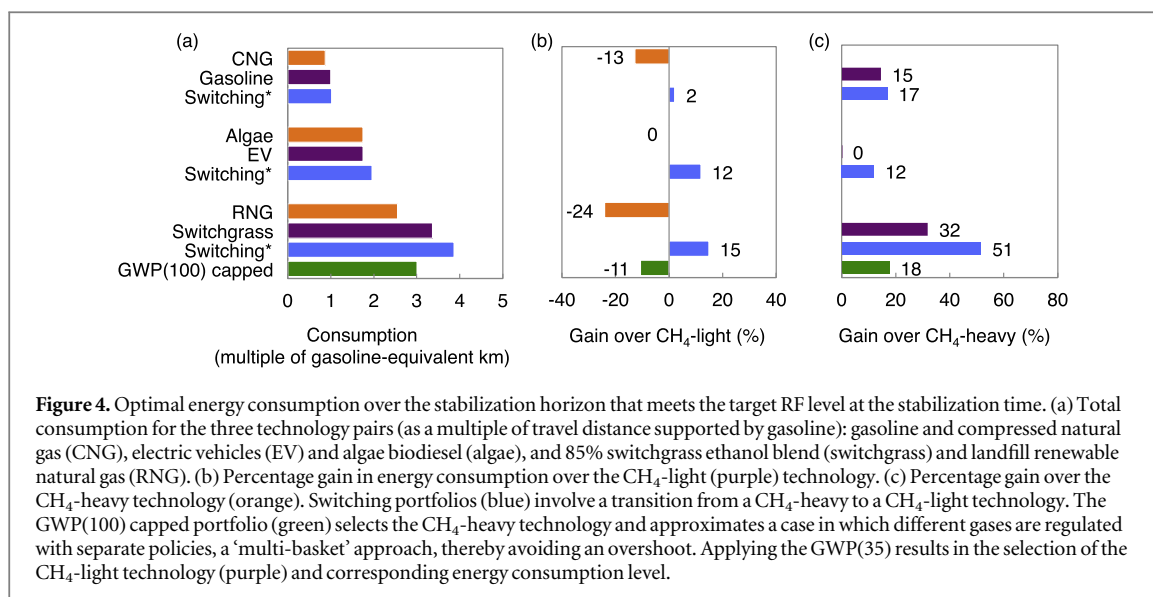 (a)
CNG
Gasoline
Switching*
Algae
EV
Switching*
RNG
Switchgrass
Switching*
GWP(100) capped
0 1 2 3 4 5
Consumption
(multiple of gasoline-equivalent km)
(b)
-13
2
0
12
-24
15
-11
-40 -20 0 20 40
Gain over CH₄-light (%)
(c)
15
17
0
12
32
51
18
0 20 40 60 80
Gain over CH₄-heavy (%)
Figure 4. Optimal energy consumption over the stabilization horizon that meets the target RF level at the stabilization time. (a) Total
consumption for the three technology pairs (as a multiple of travel distance supported by gasoline): gasoline and compressed natural
gas (CNG), electric vehicles (EV) and algae biodiesel (algae), and 85% switchgrass ethanol blend (switchgrass) and landfill renewable
natural gas (RNG). (b) Percentage gain in energy consumption over the CH₄-light (purple) technology. (c) Percentage gain over the
CH₄-heavy technology (orange). Switching portfolios (blue) involve a transition from a CH₄-heavy to a CH₄-light technology. The
GWP(100) capped portfolio (green) selects the CH₄-heavy technology and approximates a case in which different gases are regulated
with separate policies, a ‘multi-basket’ approach, thereby avoiding an overshoot. Applying the GWP(35) results in the selection of the
CH₄-light technology (purple) and corresponding energy consumption level.